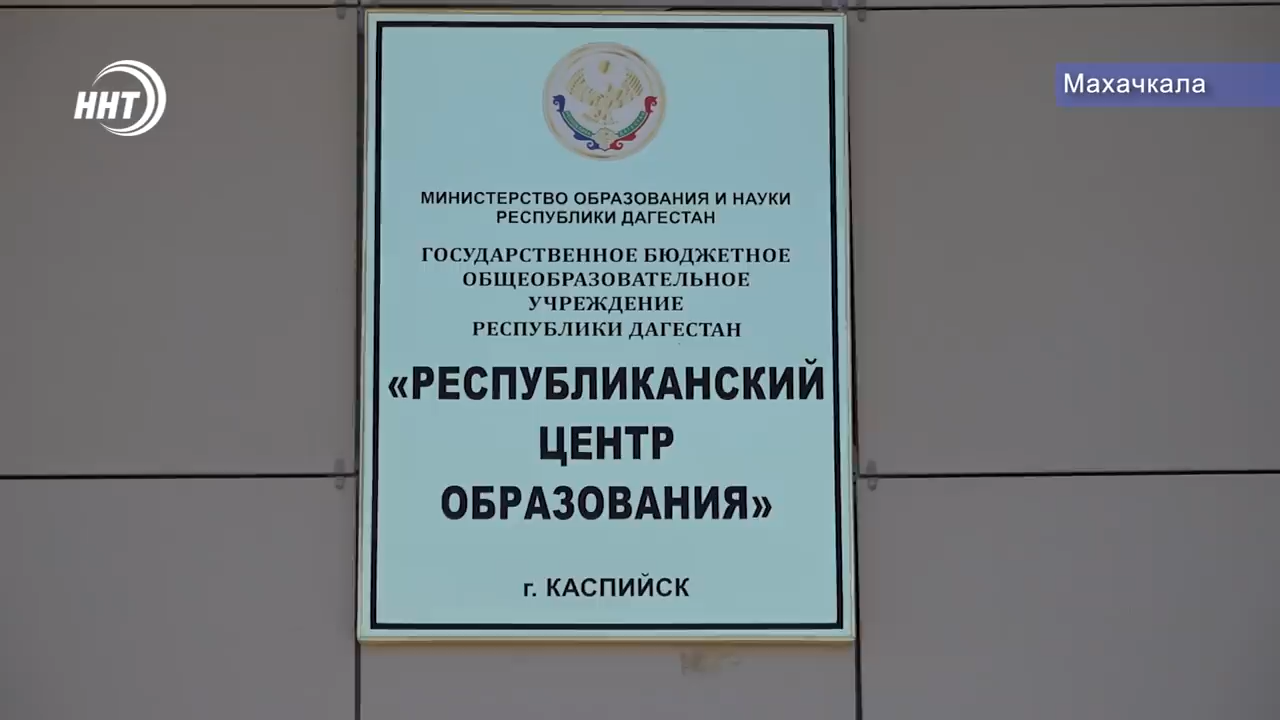 ННТ
Махачкала
МИНИСТЕРСТВО ОБРАЗОВАНИЯ И НАУКИ
РЕСПУБЛИКИ ДАГЕСТАН
ГОСУДАРСТВЕННОЕ БЮДЖЕТНОЕ
ОБЩЕОБРАЗОВАТЕЛЬНОЕ
УЧРЕЖДЕНИЕ
РЕСПУБЛИКИ ДАГЕСТАН
«РЕСПУБЛИКАНСКИЙ
ЦЕНТР
ОБРАЗОВАНИЯ»
г. КАСПИЙСК